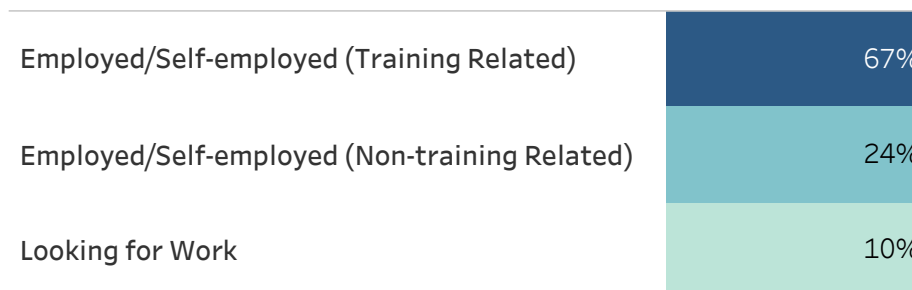 Employed/Self-employed (Training Related) 67%
Employed/Self-employed (Non-training Related) 24%
Looking for Work 10%